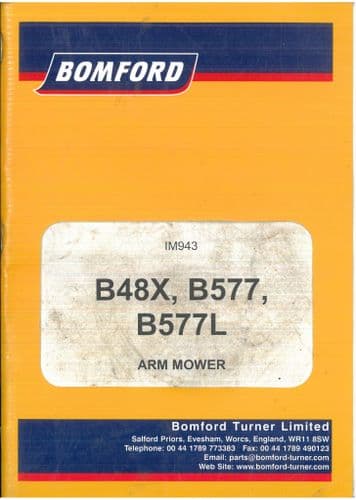 BOMFORD
IM943
B48X, B577,
B577L
ARM MOWER
Bomford Turner Limited
Salford Priors, Evesham, Worcs, England, WR11 8SW
Telephone: 00 44 1789 773383 Fax: 00 44 1789 490123
Email: parts@bomford-turner.com
Web Site: www.bomford-turner.com